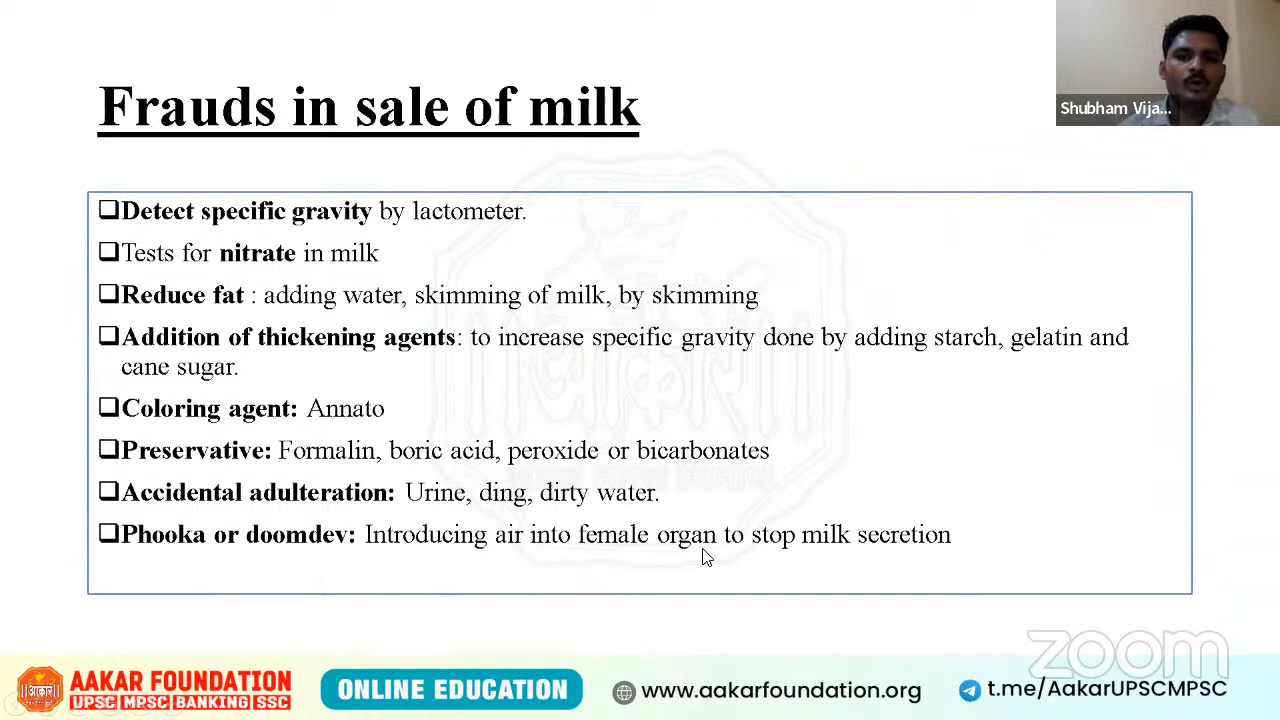 Shubham Vija...
Frauds in sale of milk
❑Detect specific gravity by lactometer.
❑Tests for nitrate in milk
❑Reduce fat : adding water, skimming of milk, by skimming
❑Addition of thickening agents: to increase specific gravity done by adding starch, gelatin and
cane sugar.
❑Coloring agent: Annato
❑Preservative: Formalin, boric acid, peroxide or bicarbonates
❑Accidental adulteration: Urine, ding, dirty water.
❑Phooka or doomdev: Introducing air into female organ to stop milk secretion
आकार
zoom
आकार
AAKAR FOUNDATION
UPSC|MPSC|BANKING|SSC
ONLINE EDUCATION
www.aakarfoundation.org
t.me/AakarUPSCMPSC